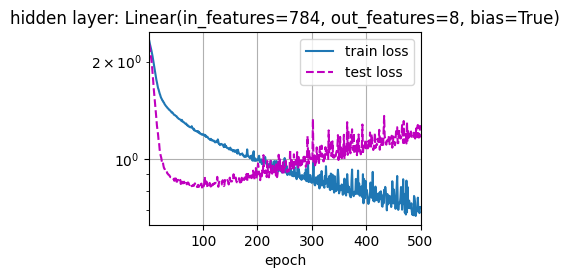 hidden layer: Linear(in_features=784, out_features=8, bias=True)
train loss
test loss
2 × 10⁰
10⁰
100 200 300 400 500
epoch